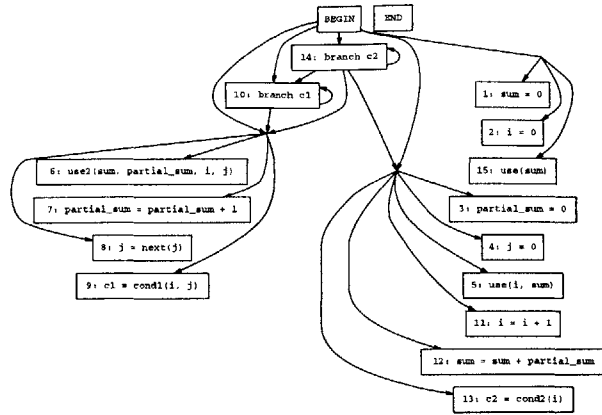 BEGIN END
14: branch c2
10: branch c1
1: sum = 0
2: i = 0
15: use(sum)
6: use2(sum, partial_sum, i, j)
7: partial_sum = partial_sum + 1
8: j = next(j)
9: c1 = cond1(i, j)
3: partial_sum = 0
4: j = 0
5: use(i, sum)
11: i = i + 1
12: sum = sum + partial_sum
13: c2 = cond2(i)